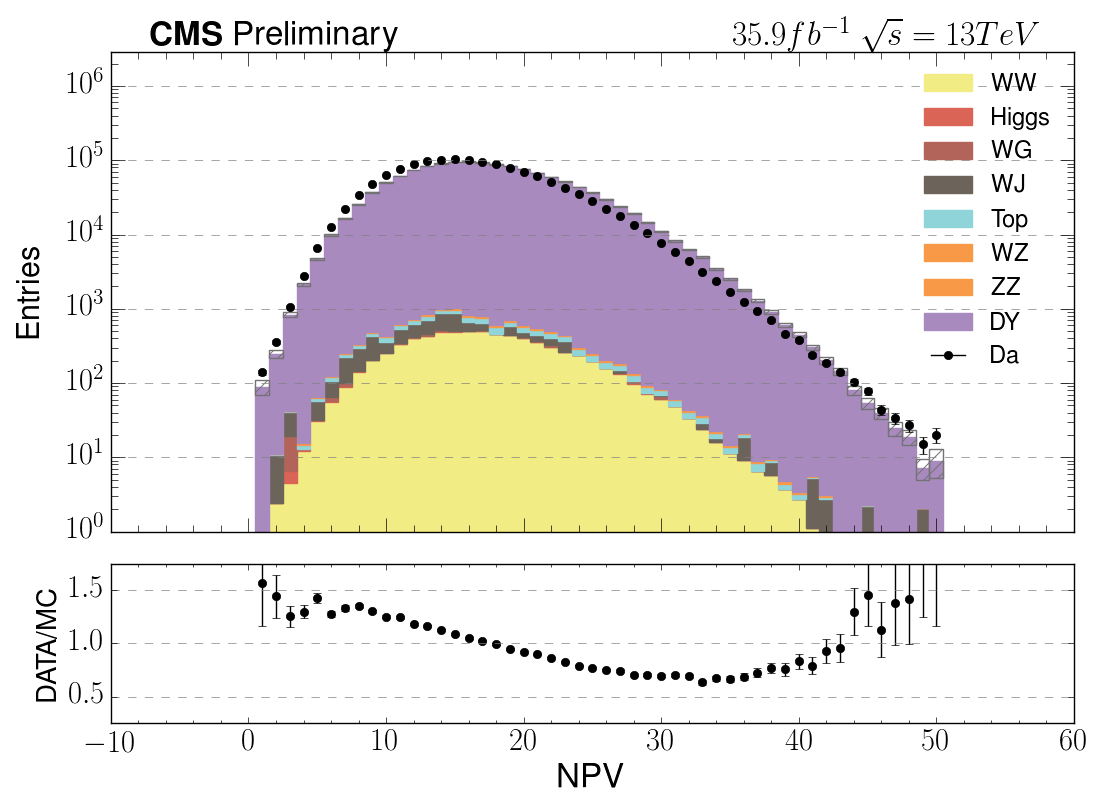 CMS Preliminary
35.9fb⁻¹ √s = 13TeV
Entries
10⁶
10⁵
10⁴
10³
10²
10¹
10⁰
WW
Higgs
WG
WJ
Top
WZ
ZZ
DY
Da
DATA/MC
1.5
1.0
0.5
−10 0 10 20 30 40 50 60
NPV